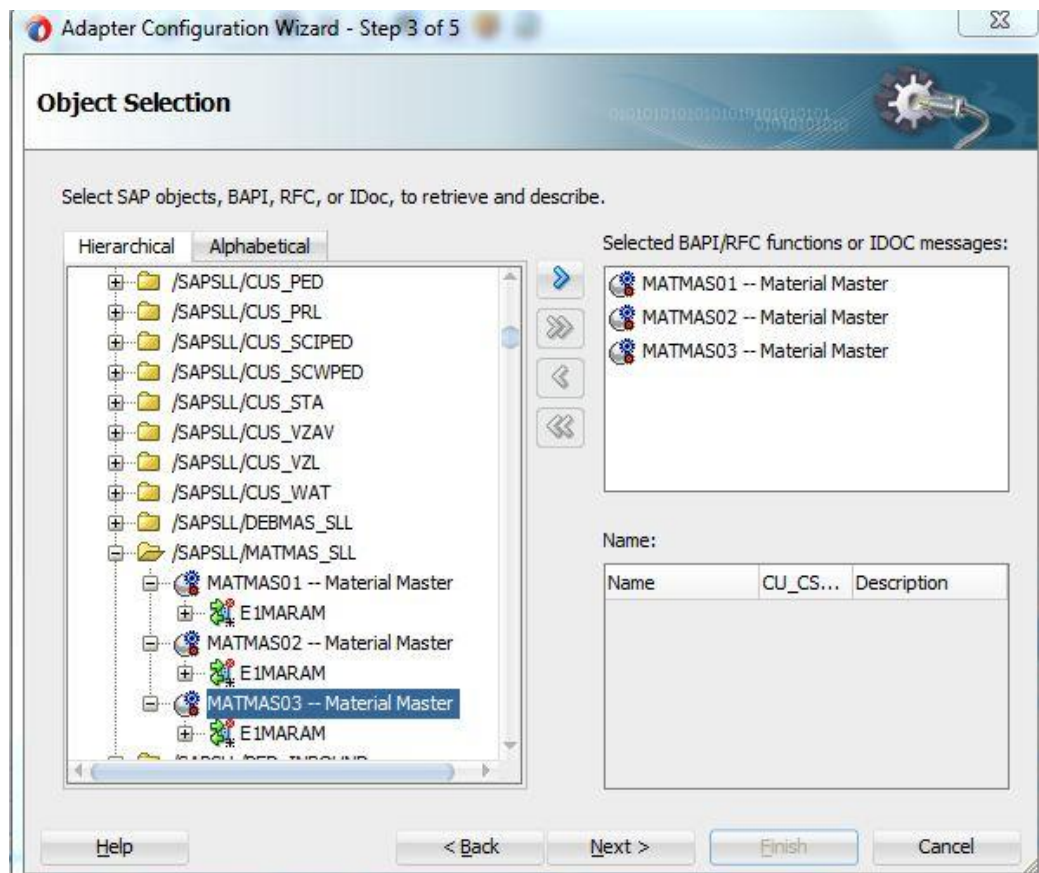 Adapter Configuration Wizard - Step 3 of 5
Object Selection
Select SAP objects, BAPI, RFC, or IDoc, to retrieve and describe.
Hierarchical Alphabetical
/SAPSLL/CUS_PED
/SAPSLL/CUS_PRL
/SAPSLL/CUS_SCIPED
/SAPSLL/CUS_SCWPED
/SAPSLL/CUS_STA
/SAPSLL/CUS_VZAV
/SAPSLL/CUS_VZL
/SAPSLL/CUS_WAT
/SAPSLL/DEBMAS_SLL
/SAPSLL/MATMAS_SLL
MATMAS01 -- Material Master
E1MARAM
MATMAS02 -- Material Master
E1MARAM
MATMAS03 -- Material Master
E1MARAM
Selected BAPI/RFC functions or IDOC messages:
MATMAS01 -- Material Master
MATMAS02 -- Material Master
MATMAS03 -- Material Master
Name:
Name CU_CS... Description
Help < Back Next > Finish Cancel